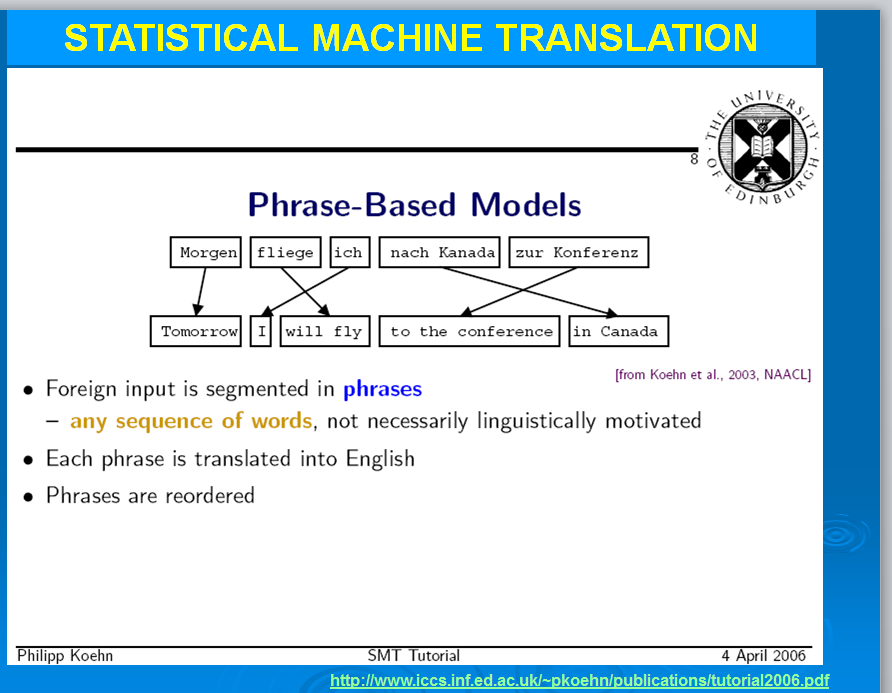 STATISTICAL MACHINE TRANSLATION
THE UNIVERSITY OF EDINBURGH
8
Phrase-Based Models
Morgen fliege ich nach Kanada zur Konferenz
Tomorrow I will fly to the conference in Canada
[from Koehn et al., 2003, NAACL]
• Foreign input is segmented in phrases
– any sequence of words, not necessarily linguistically motivated
• Each phrase is translated into English
• Phrases are reordered
Philipp Koehn SMT Tutorial 4 April 2006
http://www.iccs.inf.ed.ac.uk/~pkoehn/publications/tutorial2006.pdf